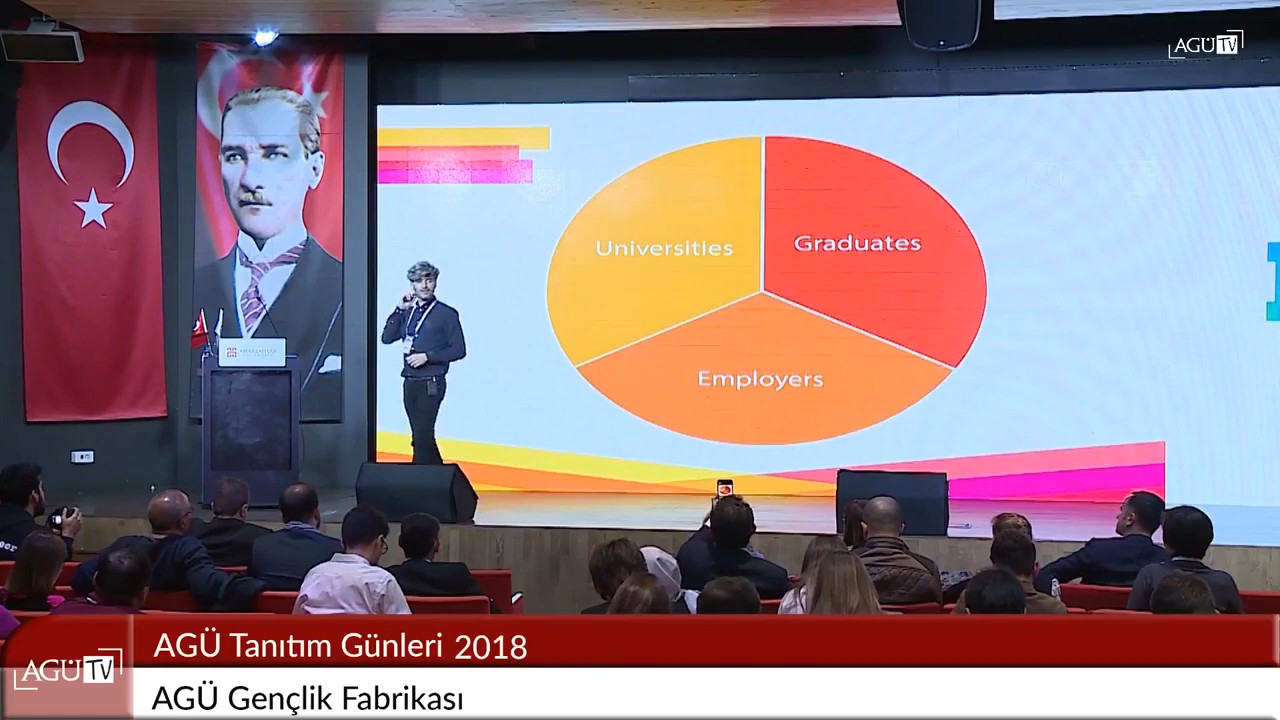 AGÜ TV
Universities
Graduates
Employers
AGÜ Tanıtım Günleri 2018
AGÜ TV
AGÜ Gençlik Fabrikası